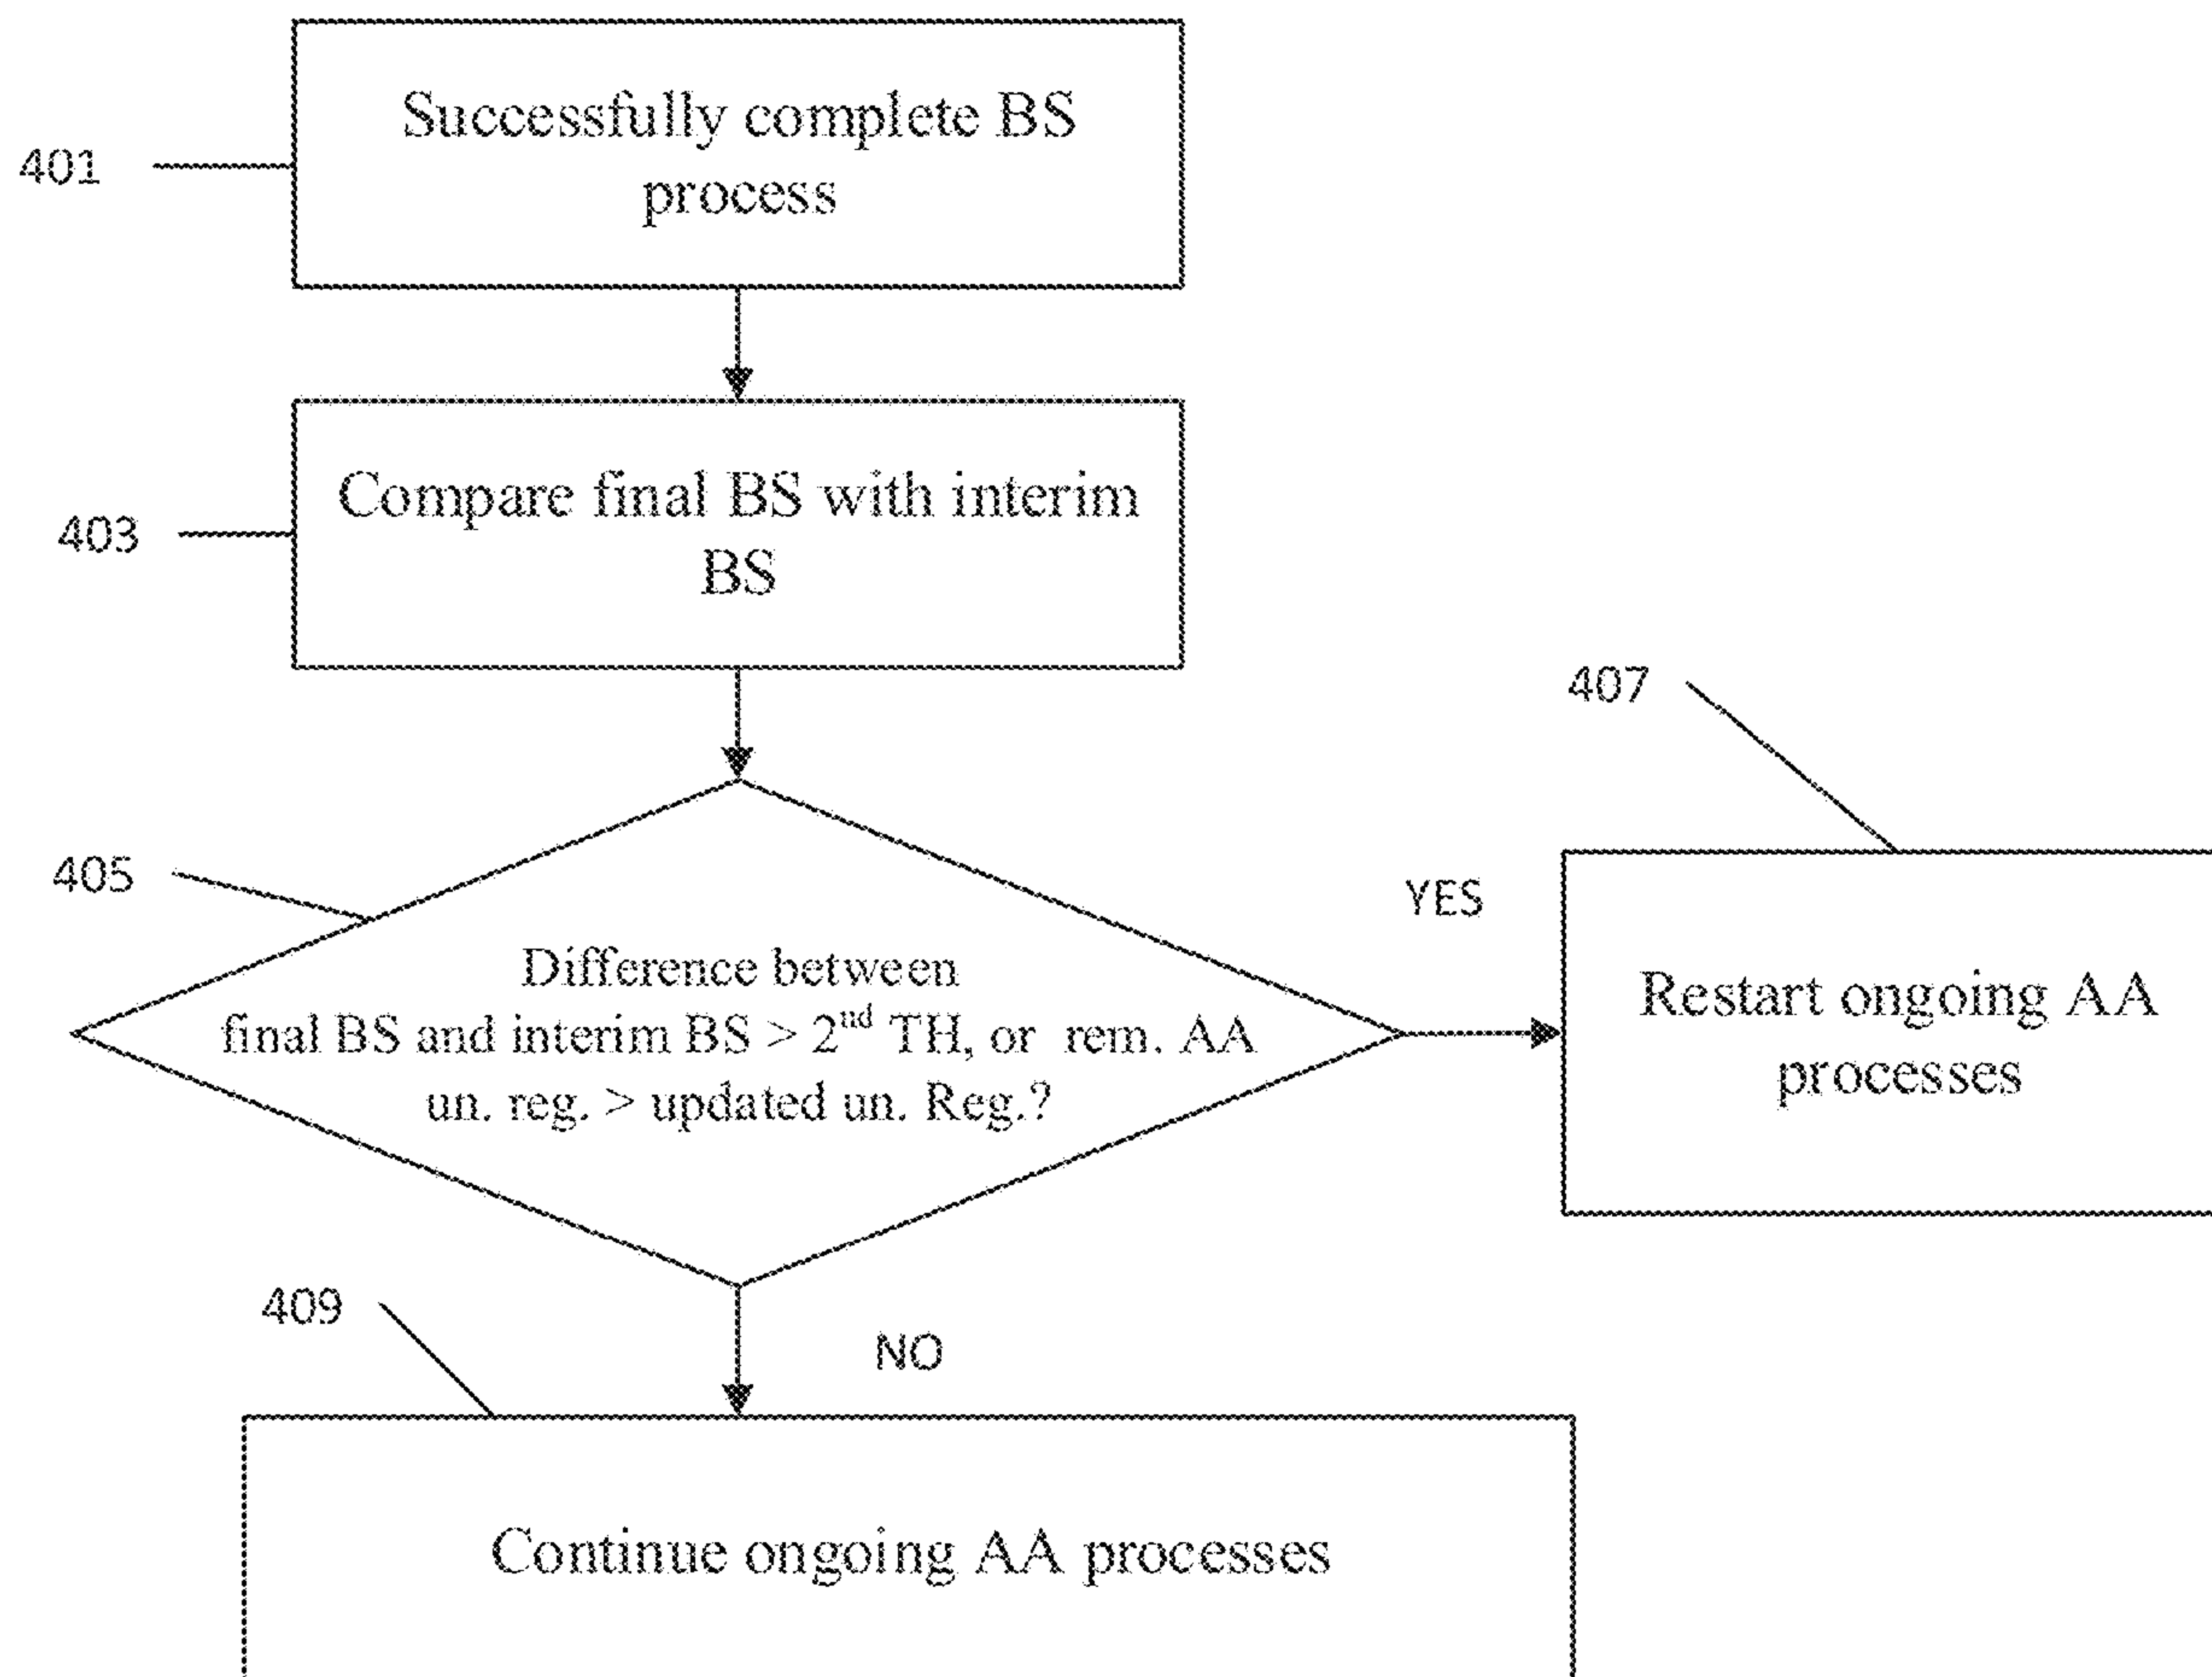 401
Successfully complete BS
process
403
Compare final BS with interim
BS
407
405
YES
Difference between
final BS and interim BS > 2nd TH, or rem. AA
un. reg. > updated un. Reg.?
Restart ongoing AA
processes
409
NO
Continue ongoing AA processes